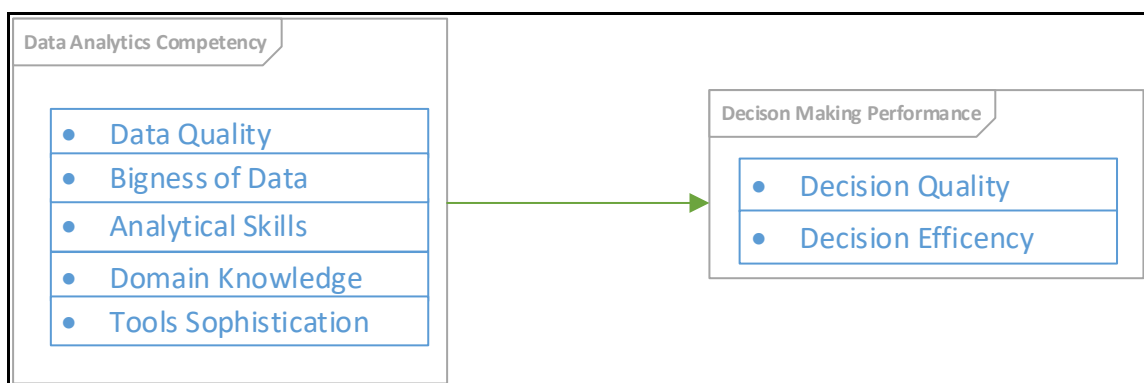 Data Analytics Competency
• Data Quality
• Bigness of Data
• Analytical Skills
• Domain Knowledge
• Tools Sophistication
Decison Making Performance
• Decision Quality
• Decision Efficency